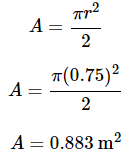 A = πr²/2
A = π(0.75)²/2
A = 0.883 m²